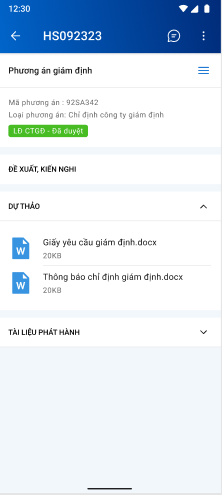 12:30
HS092323
Phương án giám định
Mã phương án : 92SA342
Loại phương án: Chỉ định công ty giám định
LĐ CTGĐ - Đã duyệt
ĐỀ XUẤT, KIẾN NGHI
DỰ THẢO
W
Giấy yêu cầu giám định.docx
20KB
W
Thông báo chỉ định giám định.docx
20KB
TÀI LIỆU PHÁT HÀNH